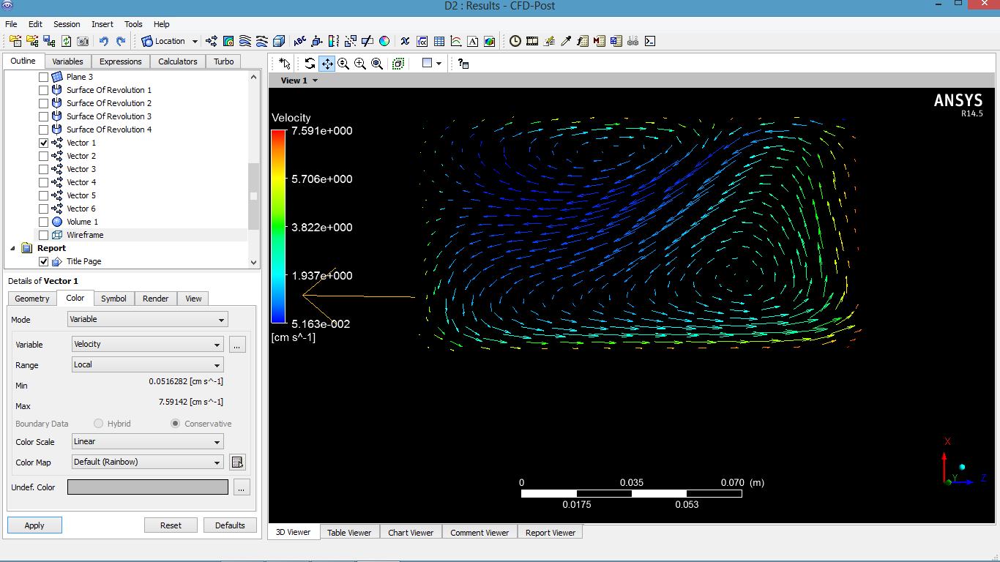 D2 : Results - CFD-Post
File Edit Session Insert Tools Help
Location
Outline Variables Expressions Calculators Turbo
Plane 3
Surface Of Revolution 1
Surface Of Revolution 2
Surface Of Revolution 3
Surface Of Revolution 4
Vector 1
Vector 2
Vector 3
Vector 4
Vector 5
Vector 6
Volume 1
Wireframe
Report
Title Page
Details of Vector 1
Geometry Color Symbol Render View
Mode Variable
Variable Velocity ...
Range Local
Min 0.0516282 [cm s^-1]
Max 7.59142 [cm s^-1]
Boundary Data Hybrid Conservative
Color Scale Linear
Color Map Default (Rainbow)
Undef. Color ...
Apply Reset Defaults
View 1
ANSYS
R14.5
Velocity
7.591e+000
5.706e+000
3.822e+000
1.937e+000
5.163e-002
[cm s^-1]
0 0.035 0.070 (m)
0.0175 0.053
X
Y Z
3D Viewer Table Viewer Chart Viewer Comment Viewer Report Viewer